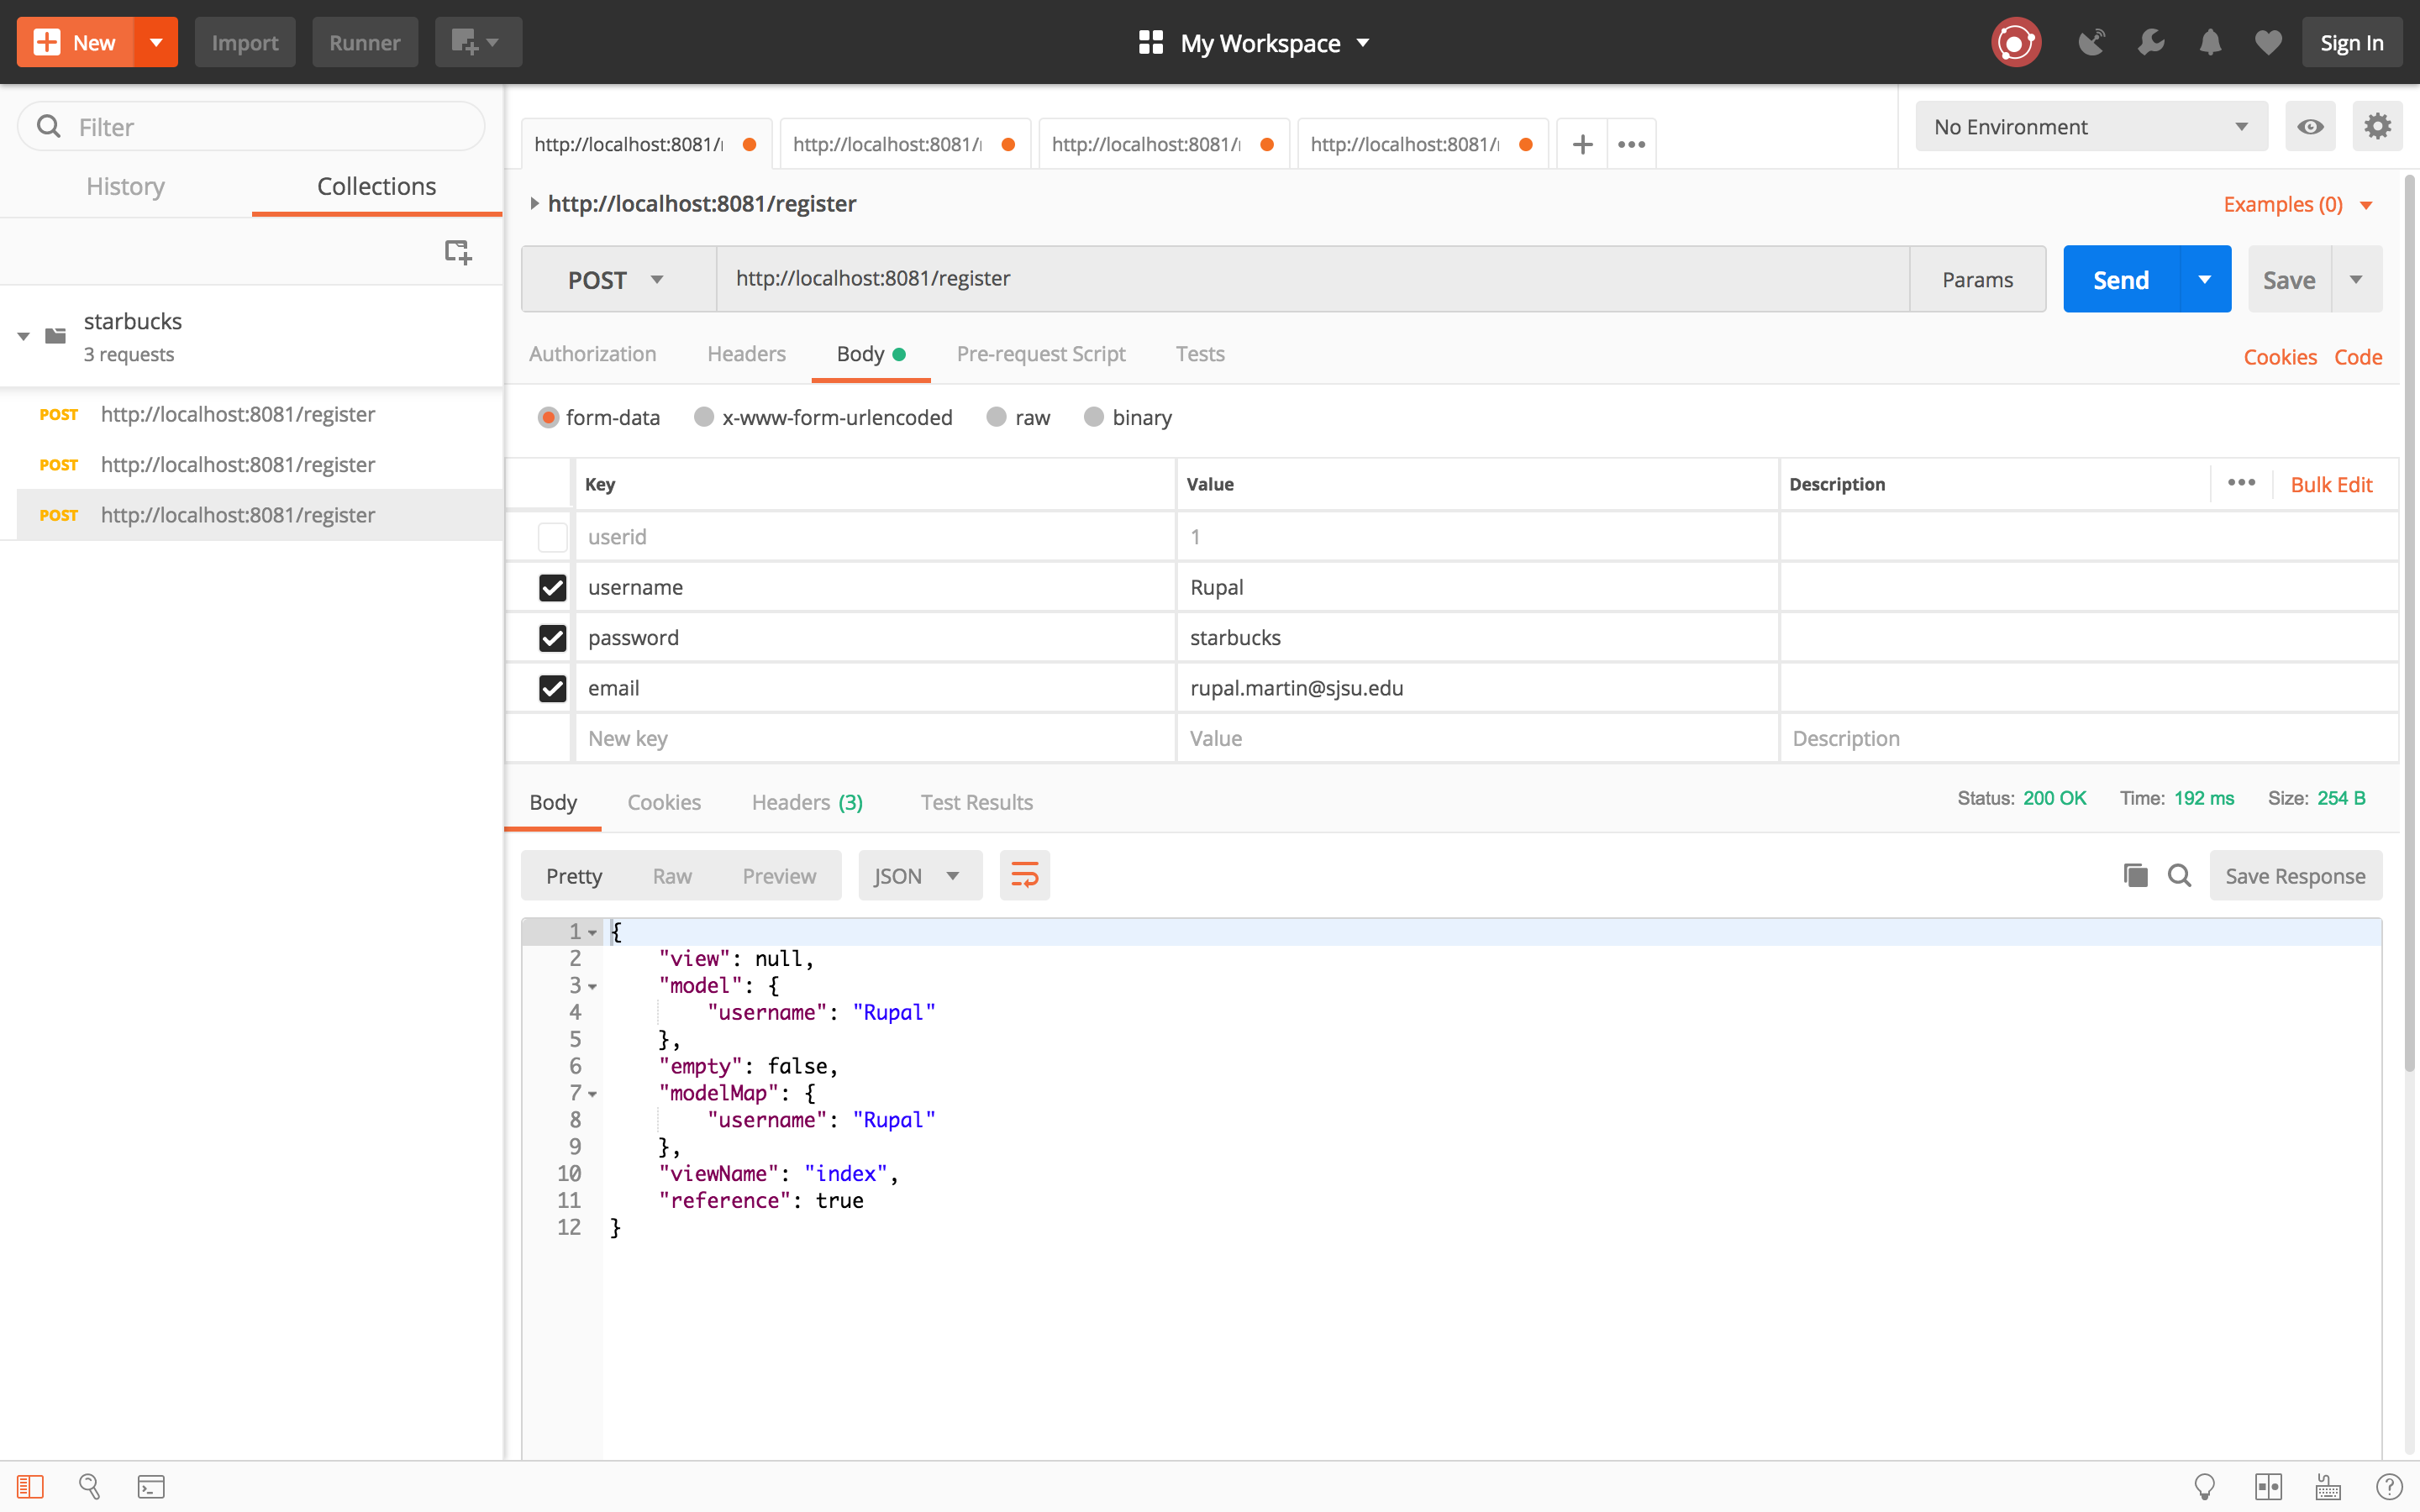 New
Import
Runner
My Workspace
Sign In
Filter
History
Collections
starbucks
3 requests
POST http://localhost:8081/register
POST http://localhost:8081/register
POST http://localhost:8081/register
http://localhost:8081/ http://localhost:8081/ http://localhost:8081/ http://localhost:8081/
No Environment
http://localhost:8081/register
Examples (0)
POST http://localhost:8081/register Params Send Save
Authorization Headers Body Pre-request Script Tests Cookies Code
form-data x-www-form-urlencoded raw binary
Key Value Description Bulk Edit
userid 1
username Rupal
password starbucks
email rupal.martin@sjsu.edu
New key Value Description
Body Cookies Headers (3) Test Results Status: 200 OK Time: 192 ms Size: 254 B
Pretty Raw Preview JSON Save Response
1 {
2 "view": null,
3 "model": {
4 "username": "Rupal"
5 },
6 "empty": false,
7 "modelMap": {
8 "username": "Rupal"
9 },
10 "viewName": "index",
11 "reference": true
12 }